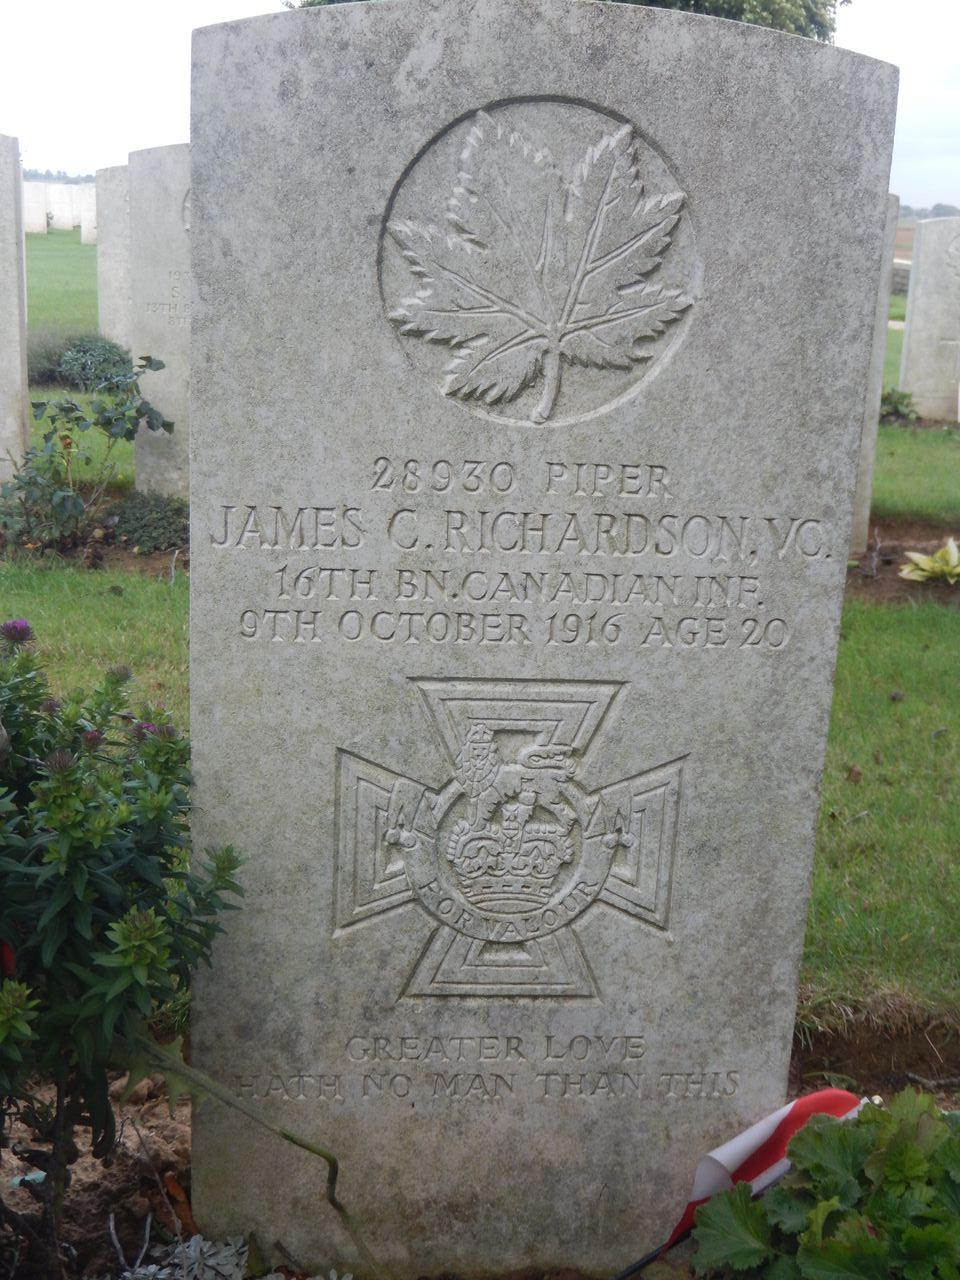 28930 PIPER
JAMES C. RICHARDSON, VC
16TH BN. CANADIAN INF.
9TH OCTOBER 1916 AGE 20
FOR VALOUR
GREATER LOVE
HATH NO MAN THAN THIS